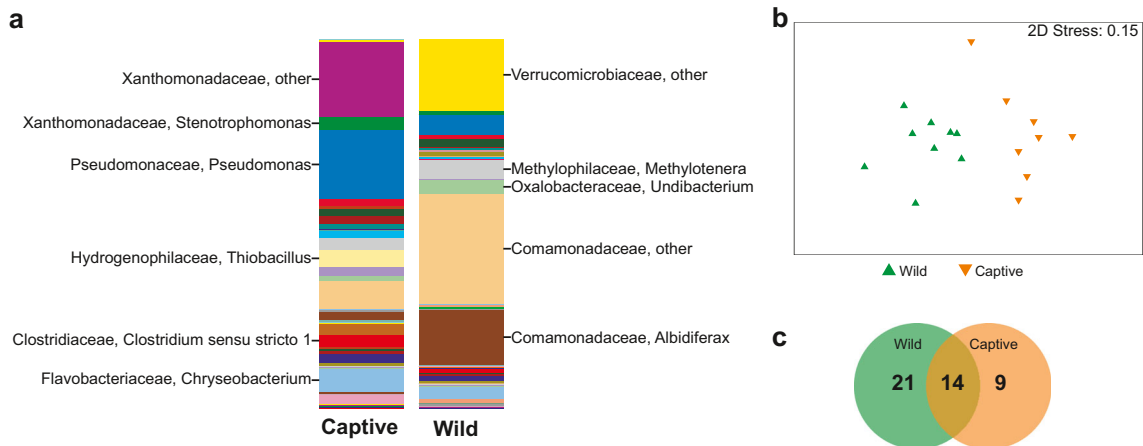 a
Xanthomonadaceae, other
Xanthomonadaceae, Stenotrophomonas
Pseudomonaceae, Pseudomonas
Hydrogenophilaceae, Thiobacillus
Clostridiaceae, Clostridium sensu stricto 1
Flavobacteriaceae, Chryseobacterium
Verrucomicrobiaceae, other
Methylophilaceae, Methylotenera
Oxalobacteraceae, Undibacterium
Comamonadaceae, other
Comamonadaceae, Albidiferax
Captive Wild
b
2D Stress: 0.15
Wild Captive
c
Wild Captive
21 14 9